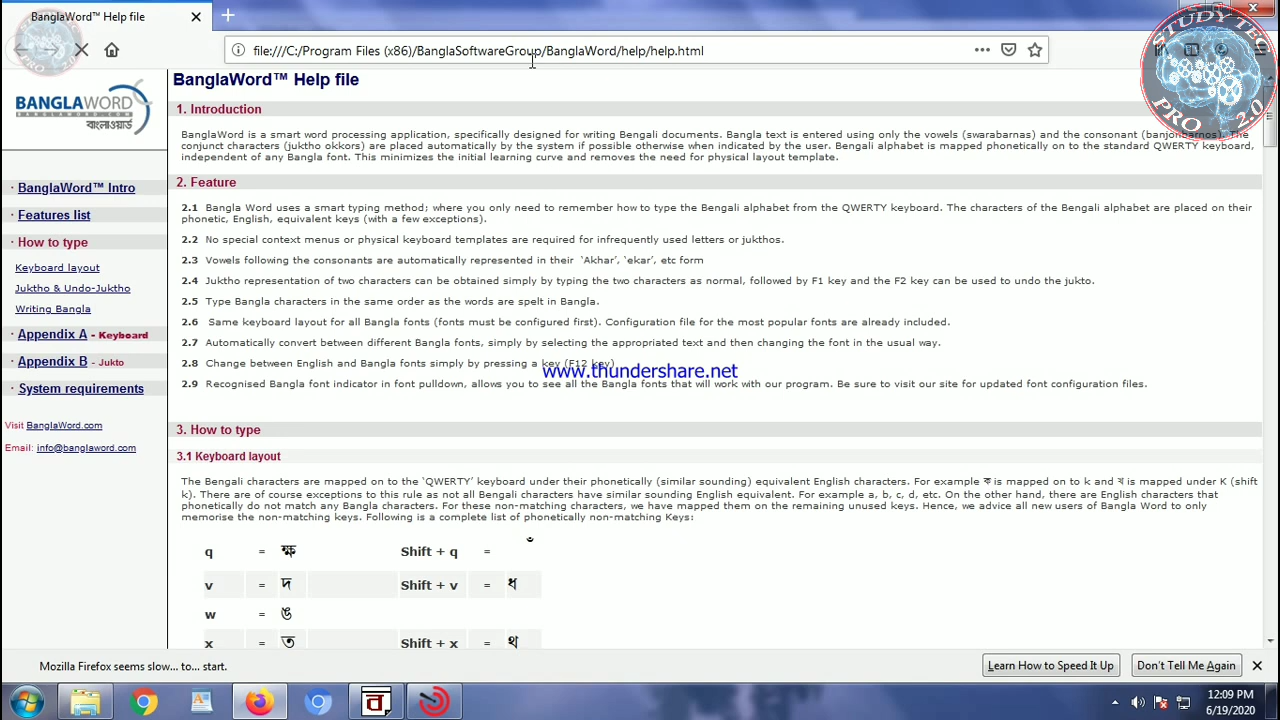 BanglaWord™ Help file
file:///C:/Program Files (x86)/BanglaSoftwareGroup/BanglaWord/help/help.html
STUDY TECH
PRO 2.0
BANGLAWORD
BANGLAWORD.COM
বাংলাওয়ার্ড
· BanglaWord™ Intro
· Features list
· How to type
Keyboard layout
Juktho & Undo-Juktho
Writing Bangla
· Appendix A - Keyboard
· Appendix B - Jukto
· System requirements
Visit BanglaWord.com
Email: info@banglaword.com
BanglaWord™ Help file
1. Introduction
BanglaWord is a smart word processing application, specifically designed for writing Bengali documents. Bangla text is entered using only the vowels (swarabarnas) and the consonant (banjonbarnos). The
conjunct characters (juktho okkors) are placed automatically by the system if possible otherwise when indicated by the user. Bengali alphabet is mapped phonetically on to the standard QWERTY keyboard,
independent of any Bangla font. This minimizes the initial learning curve and removes the need for physical layout template.
2. Feature
2.1 Bangla Word uses a smart typing method; where you only need to remember how to type the Bengali alphabet from the QWERTY keyboard. The characters of the Bengali alphabet are placed on their
phonetic, English, equivalent keys (with a few exceptions).
2.2 No special context menus or physical keyboard templates are required for infrequently used letters or jukthos.
2.3 Vowels following the consonants are automatically represented in their 'Akhar', 'ekar', etc form
2.4 Juktho representation of two characters can be obtained simply by typing the two characters as normal, followed by F1 key and the F2 key can be used to undo the jukto.
2.5 Type Bangla characters in the same order as the words are spelt in Bangla.
2.6 Same keyboard layout for all Bangla fonts (fonts must be configured first). Configuration file for the most popular fonts are already included.
2.7 Automatically convert between different Bangla fonts, simply by selecting the appropriated text and then changing the font in the usual way.
2.8 Change between English and Bangla fonts simply by pressing a key (F12 key)
www.thundershare.net
2.9 Recognised Bangla font indicator in font pulldown, allows you to see all the Bangla fonts that will work with our program. Be sure to visit our site for updated font configuration files.
3. How to type
3.1 Keyboard layout
The Bengali characters are mapped on to the 'QWERTY' keyboard under their phonetically (similar sounding) equivalent English characters. For example ক is mapped on to k and খ is mapped under K (shift
k). There are of course exceptions to this rule as not all Bengali characters have similar sounding English equivalent. For example a, b, c, d, etc. On the other hand, there are English characters that
phonetically do not match any Bangla characters. For these non-matching characters, we have mapped them on the remaining unused keys. Hence, we advice all new users of Bangla Word to only
memorise the non-matching keys. Following is a complete list of phonetically non-matching Keys:
q = ক্ষ Shift + q = ঁ
v = দ Shift + v = ধ
w = ঙ
x = ত Shift + x = থ
Mozilla Firefox seems slow... to... start.
Learn How to Speed It Up
Don't Tell Me Again
ব
12:09 PM
6/19/2020